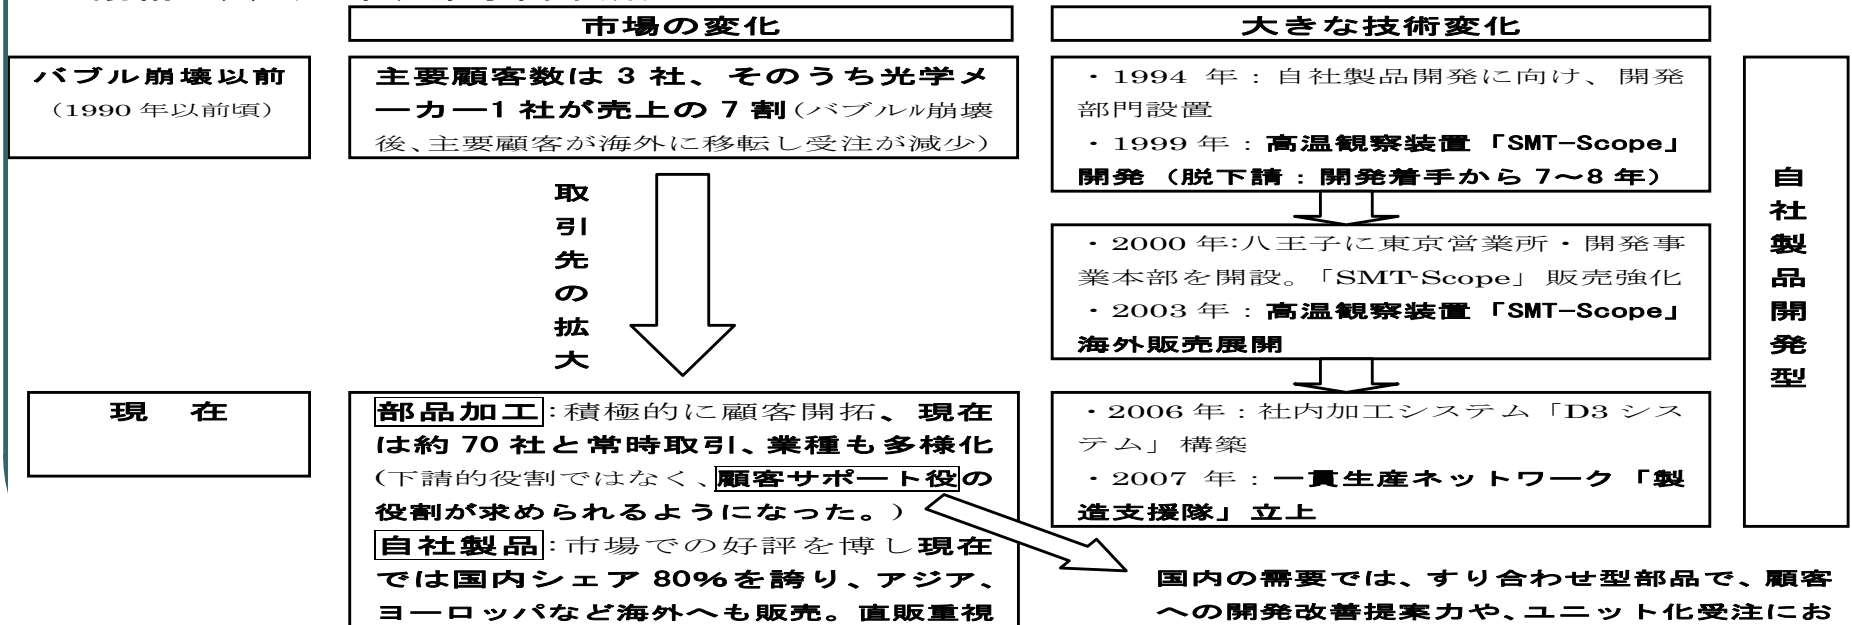 市場の変化
大きな技術変化
バブル崩壊以前
(1990 年以前頃)
主要顧客数は 3 社、そのうち光学メ
ーカー1 社が売上の 7 割(バブルル崩壊
後、主要顧客が海外に移転し受注が減少)
・1994 年：自社製品開発に向け、開発
部門設置
・1999 年：高温観察装置「SMT-Scope」
開発（脱下請：開発着手から 7～8 年）
取引先の拡大
・2000 年:八王子に東京営業所・開発事
業本部を開設。「SMT-Scope」販売強化
・2003 年：高温観察装置「SMT-Scope」
海外販売展開
自社製品開発型
現 在
部品加工:積極的に顧客開拓、現在
は約 70 社と常時取引、業種も多様化
(下請的役割ではなく、顧客サポート役の
役割が求められるようになった。)
自社製品:市場での好評を博し現在
では国内シェア 80%を誇り、アジア、
ヨーロッパなど海外へも販売。直販重視
・2006 年：社内加工システム「D3 シス
テム」構築
・2007 年：一貫生産ネットワーク「製
造支援隊」立上
国内の需要では、すり合わせ型部品で、顧客
への開発改善提案力や、ユニット化受注にお